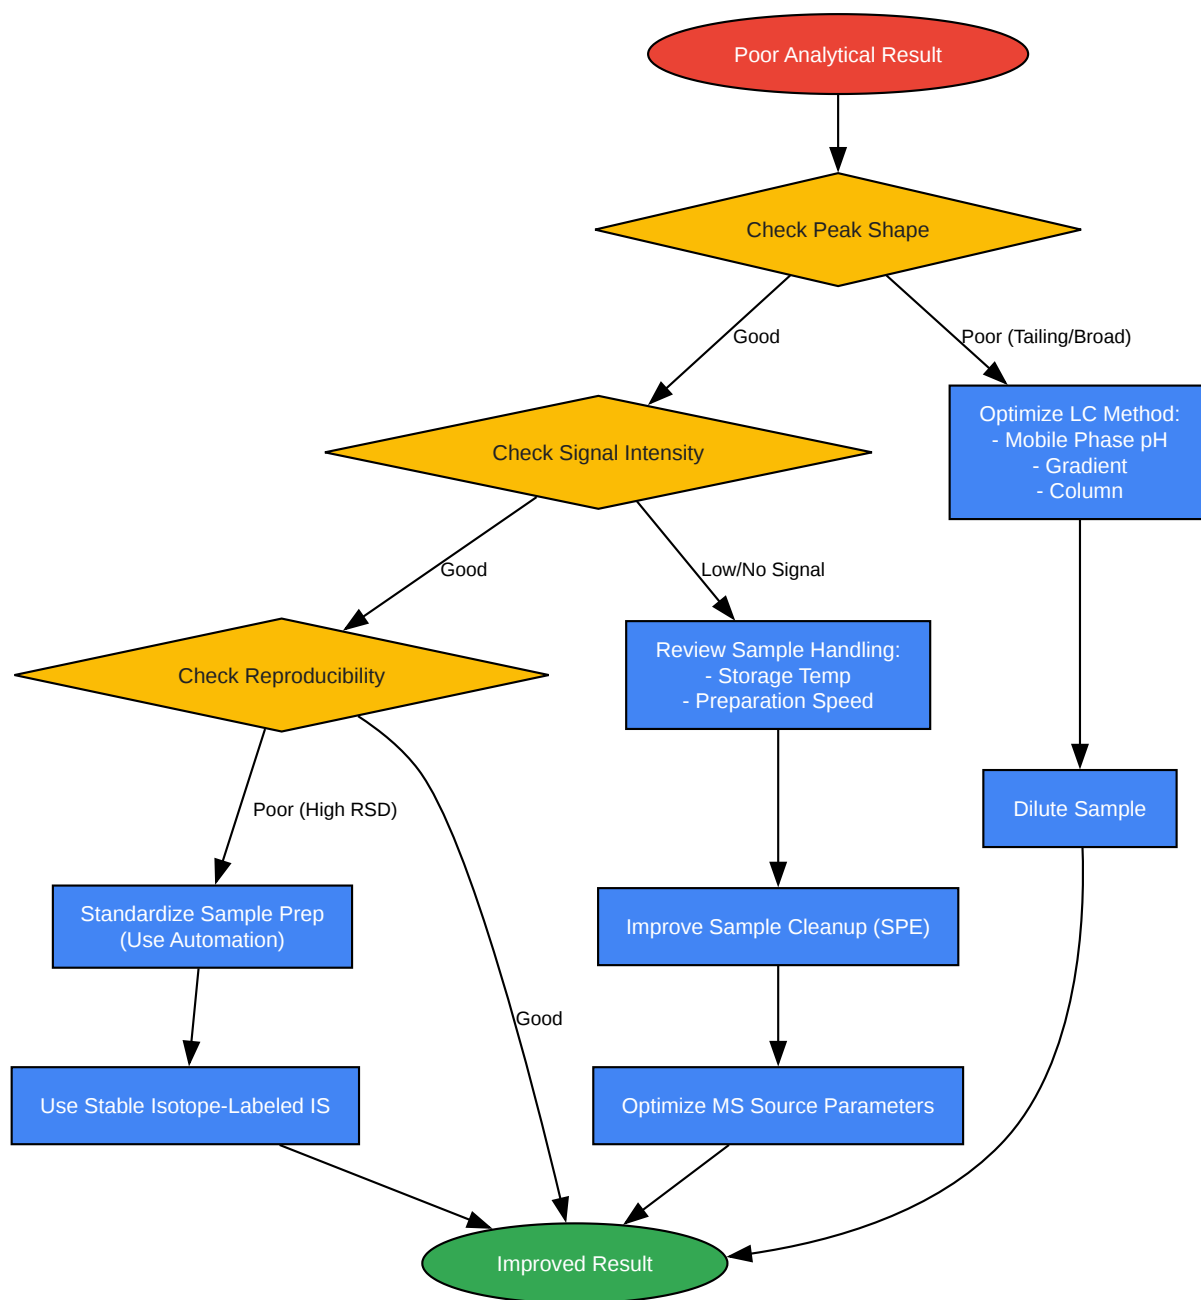 Poor Analytical Result
Check Peak Shape
Good
Poor (Tailing/Broad)
Optimize LC Method:
- Mobile Phase pH
- Gradient
- Column
Check Signal Intensity
Good
Low/No Signal
Review Sample Handling:
- Storage Temp
- Preparation Speed
Check Reproducibility
Poor (High RSD)
Good
Dilute Sample
Standardize Sample Prep
(Use Automation)
Improve Sample Cleanup (SPE)
Use Stable Isotope-Labeled IS
Optimize MS Source Parameters
Improved Result